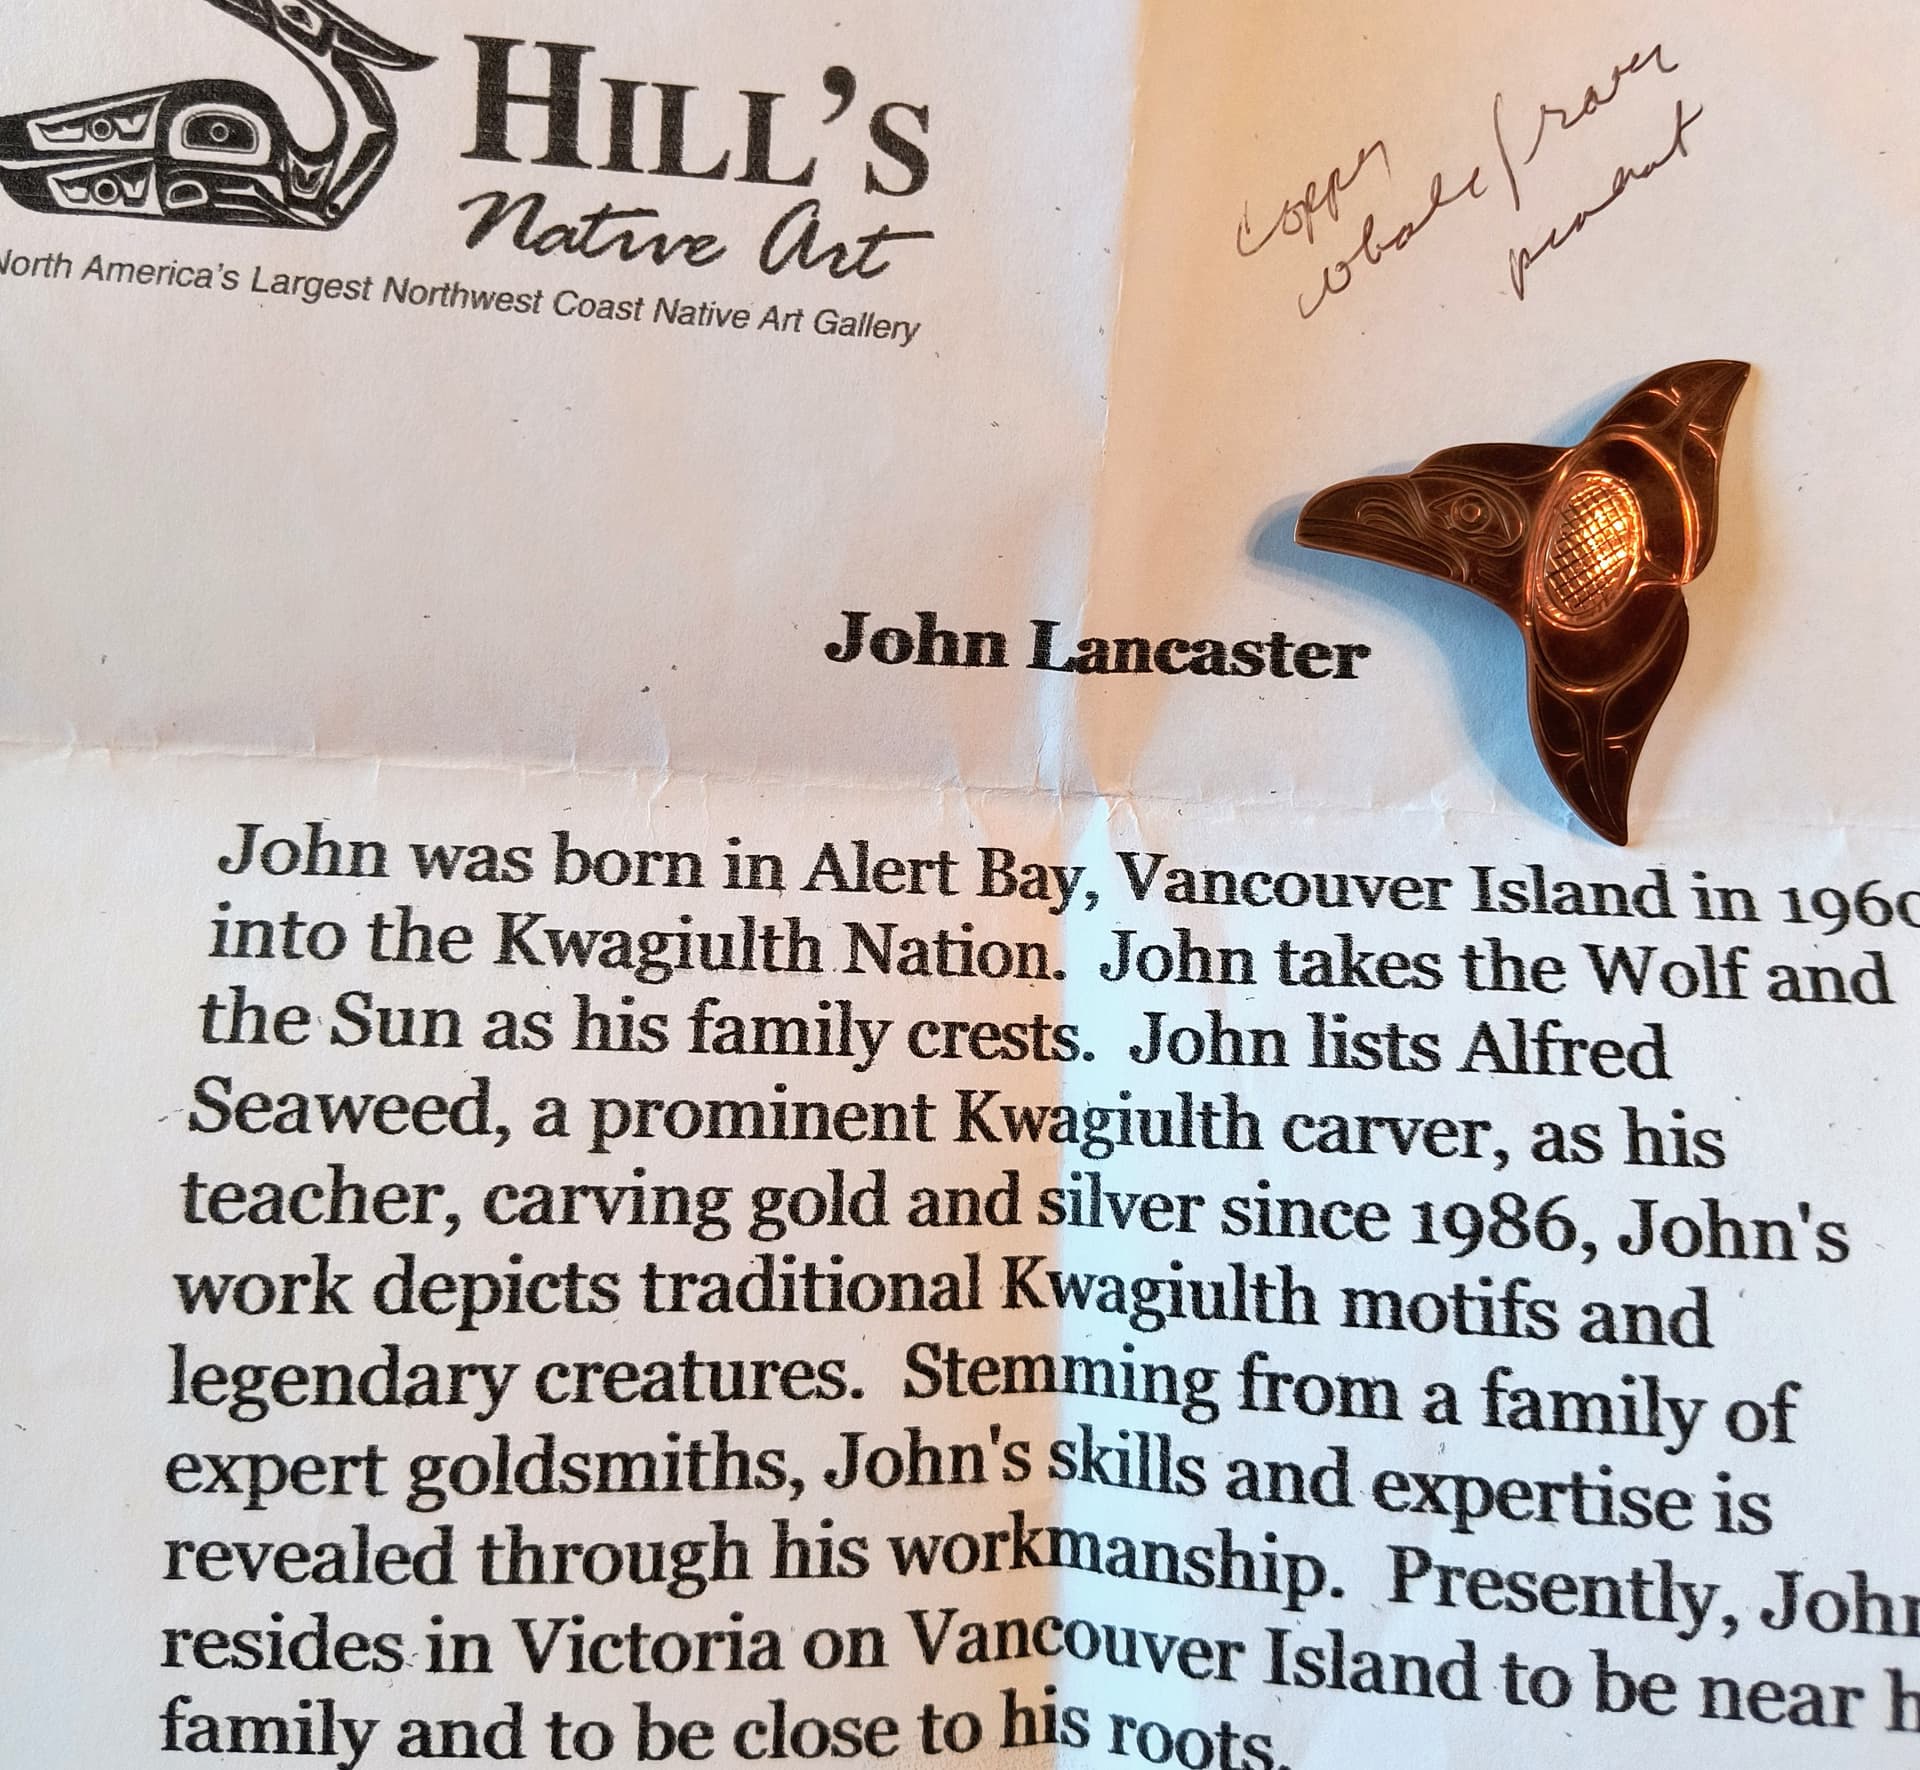 HILL'S
Native Art
North America's Largest Northwest Coast Native Art Gallery
copper
whale/raven
pendant
John Lancaster
John was born in Alert Bay, Vancouver Island in 1960
into the Kwagiulth Nation. John takes the Wolf and
the Sun as his family crests. John lists Alfred
Seaweed, a prominent Kwagiulth carver, as his
teacher, carving gold and silver since 1986, John's
work depicts traditional Kwagiulth motifs and
legendary creatures. Stemming from a family of
expert goldsmiths, John's skills and expertise is
revealed through his workmanship. Presently, John
resides in Victoria on Vancouver Island to be near h
family and to be close to his roots.